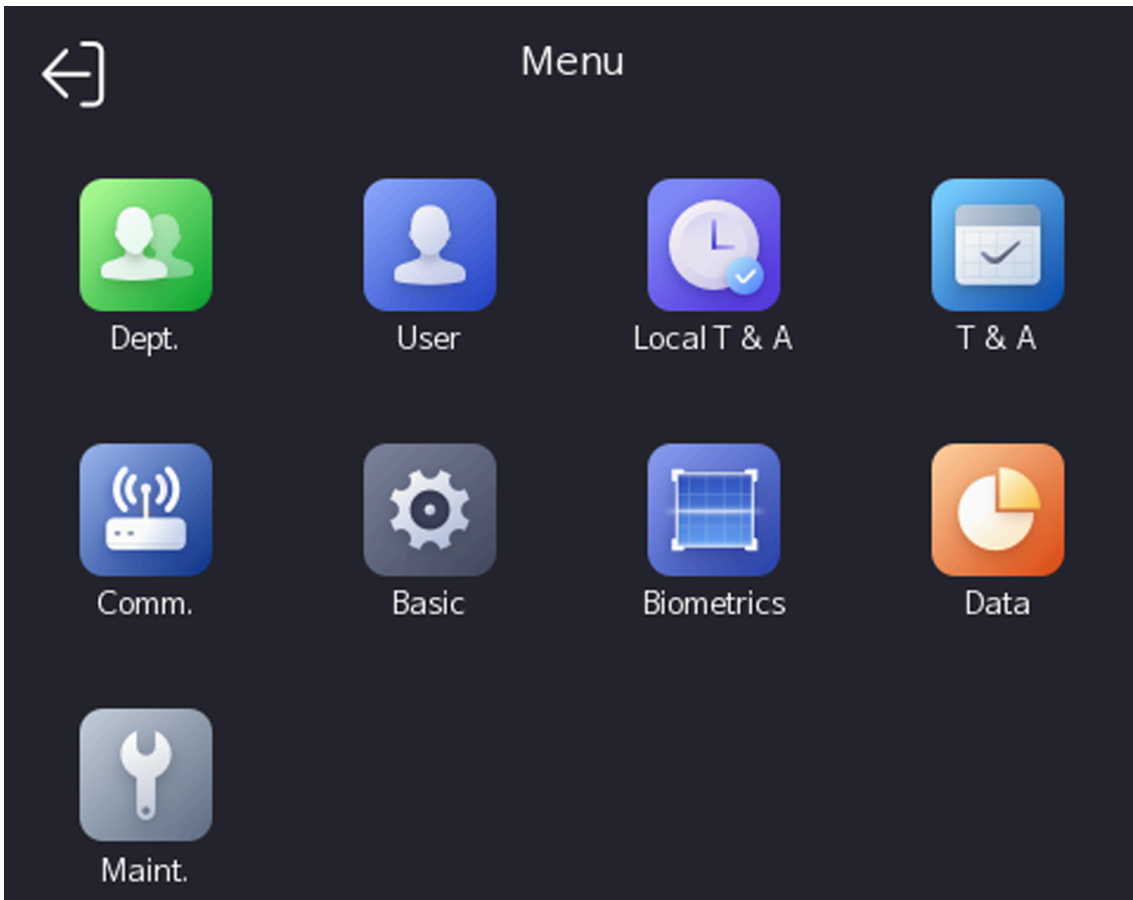 Menu
Dept. User Local T & A T & A
Comm. Basic Biometrics Data
Maint.